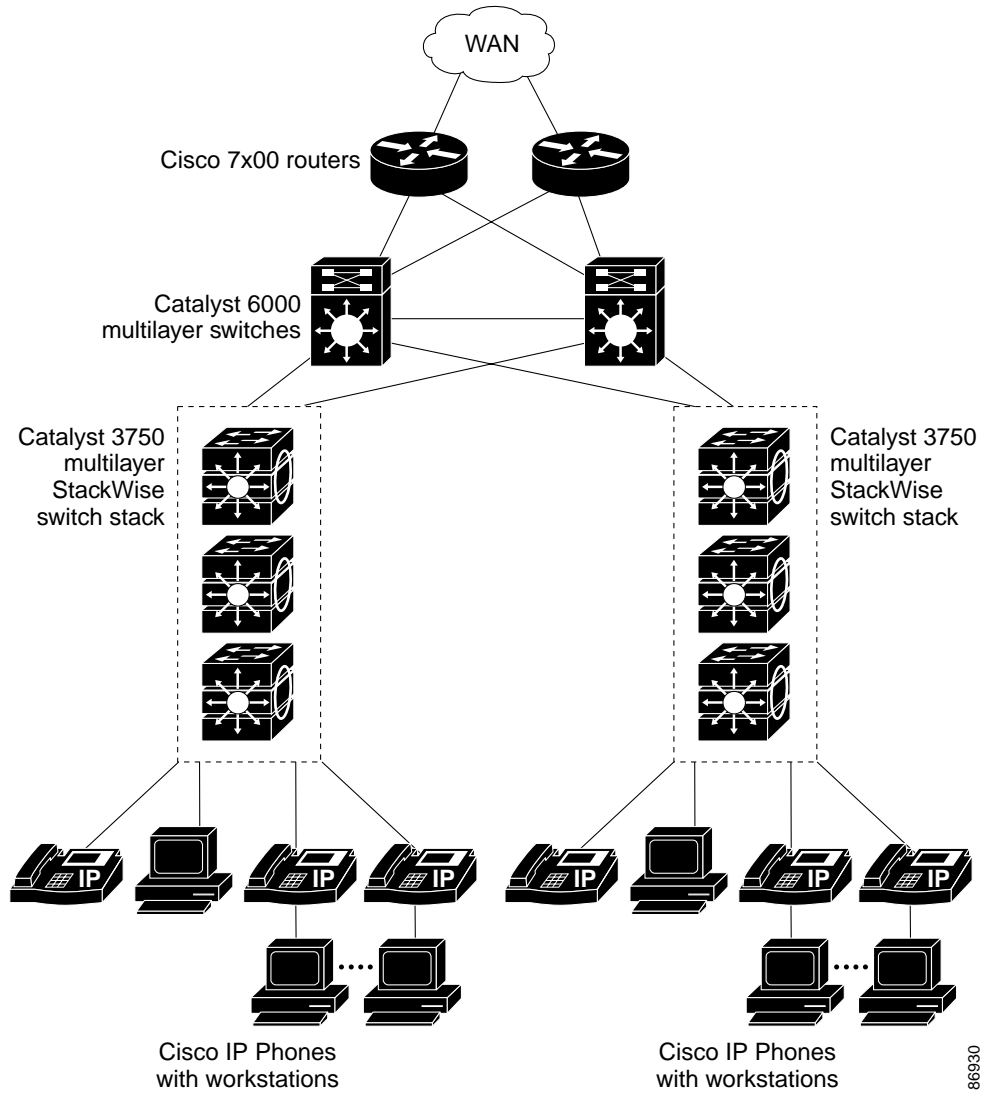 WAN
Cisco 7x00 routers
Catalyst 6000
multilayer switches
Catalyst 3750
multilayer
StackWise
switch stack
Catalyst 3750
multilayer
StackWise
switch stack
IP
IP
IP
IP
IP
IP
Cisco IP Phones
with workstations
Cisco IP Phones
with workstations
86930